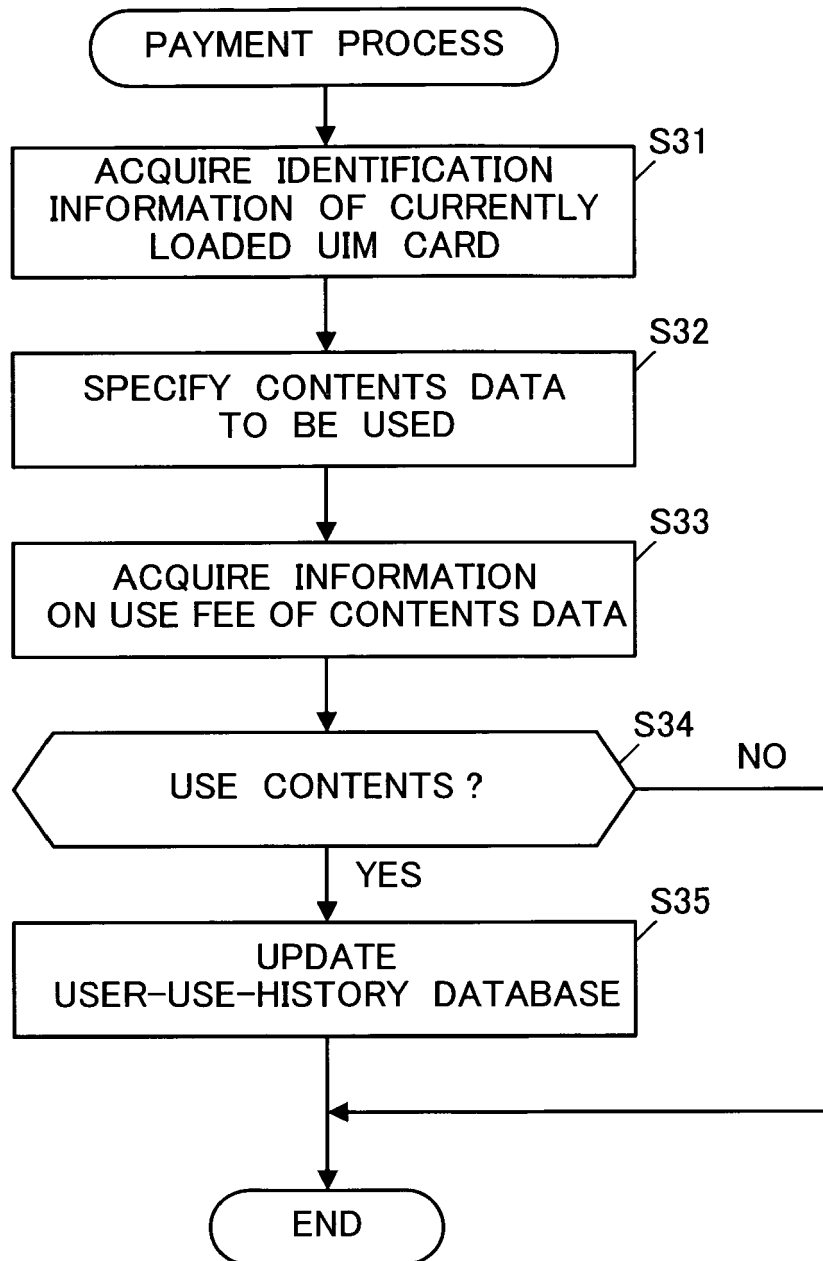 PAYMENT PROCESS
S31
ACQUIRE IDENTIFICATION
INFORMATION OF CURRENTLY
LOADED UIM CARD
S32
SPECIFY CONTENTS DATA
TO BE USED
S33
ACQUIRE INFORMATION
ON USE FEE OF CONTENTS DATA
S34
USE CONTENTS ?
NO
YES
S35
UPDATE
USER-USE-HISTORY DATABASE
END